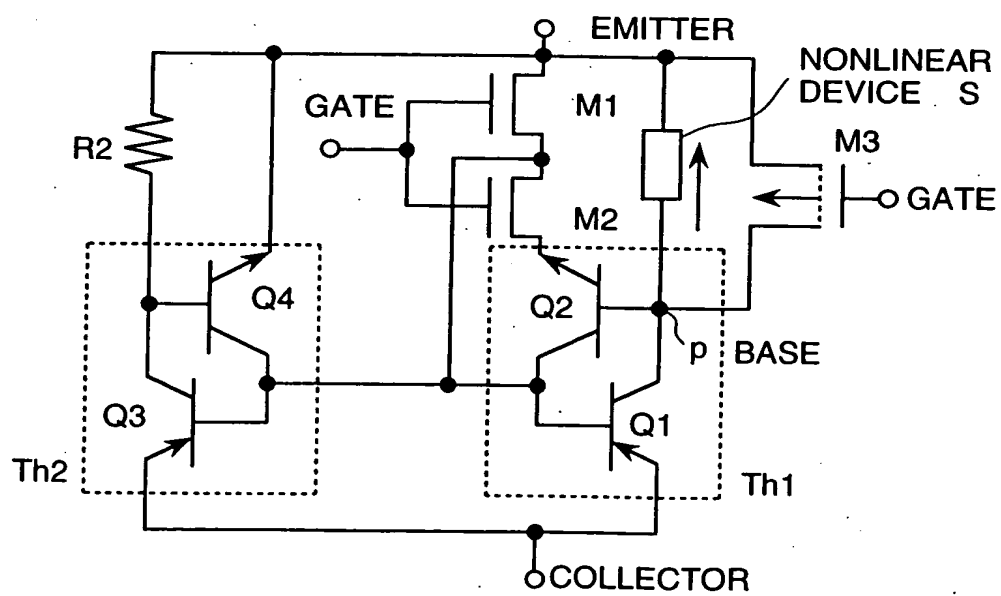 EMITTER
NONLINEAR
DEVICE S
GATE
M1
M3
R2
GATE
M2
Q4
Q2
p
BASE
Q3
Q1
Th2
Th1
COLLECTOR